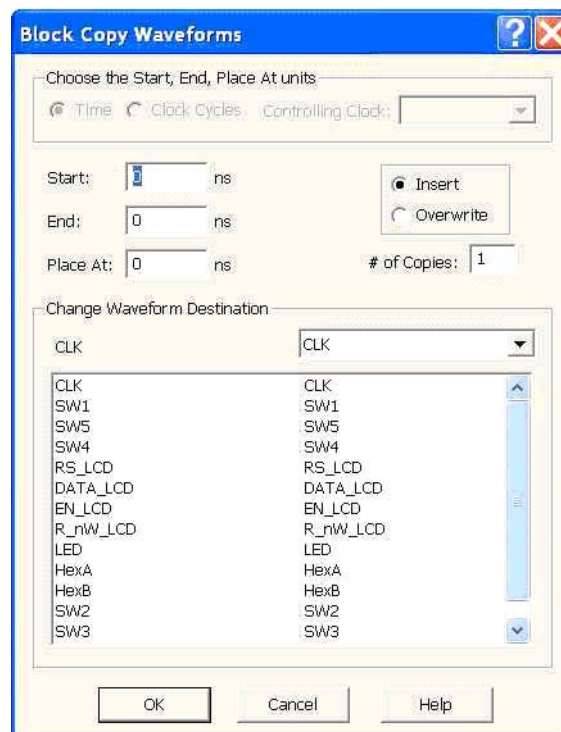 Block Copy Waveforms
Choose the Start, End, Place At units
Time Clock Cycles Controlling Clock:
Start: 0 ns
Insert
End: 0 ns
Overwrite
Place At: 0 ns
# of Copies: 1
Change Waveform Destination
CLK CLK
CLK CLK
SW1 SW1
SW5 SW5
SW4 SW4
RS_LCD RS_LCD
DATA_LCD DATA_LCD
EN_LCD EN_LCD
R_nW_LCD R_nW_LCD
LED LED
HexA HexA
HexB HexB
SW2 SW2
SW3 SW3
OK Cancel Help